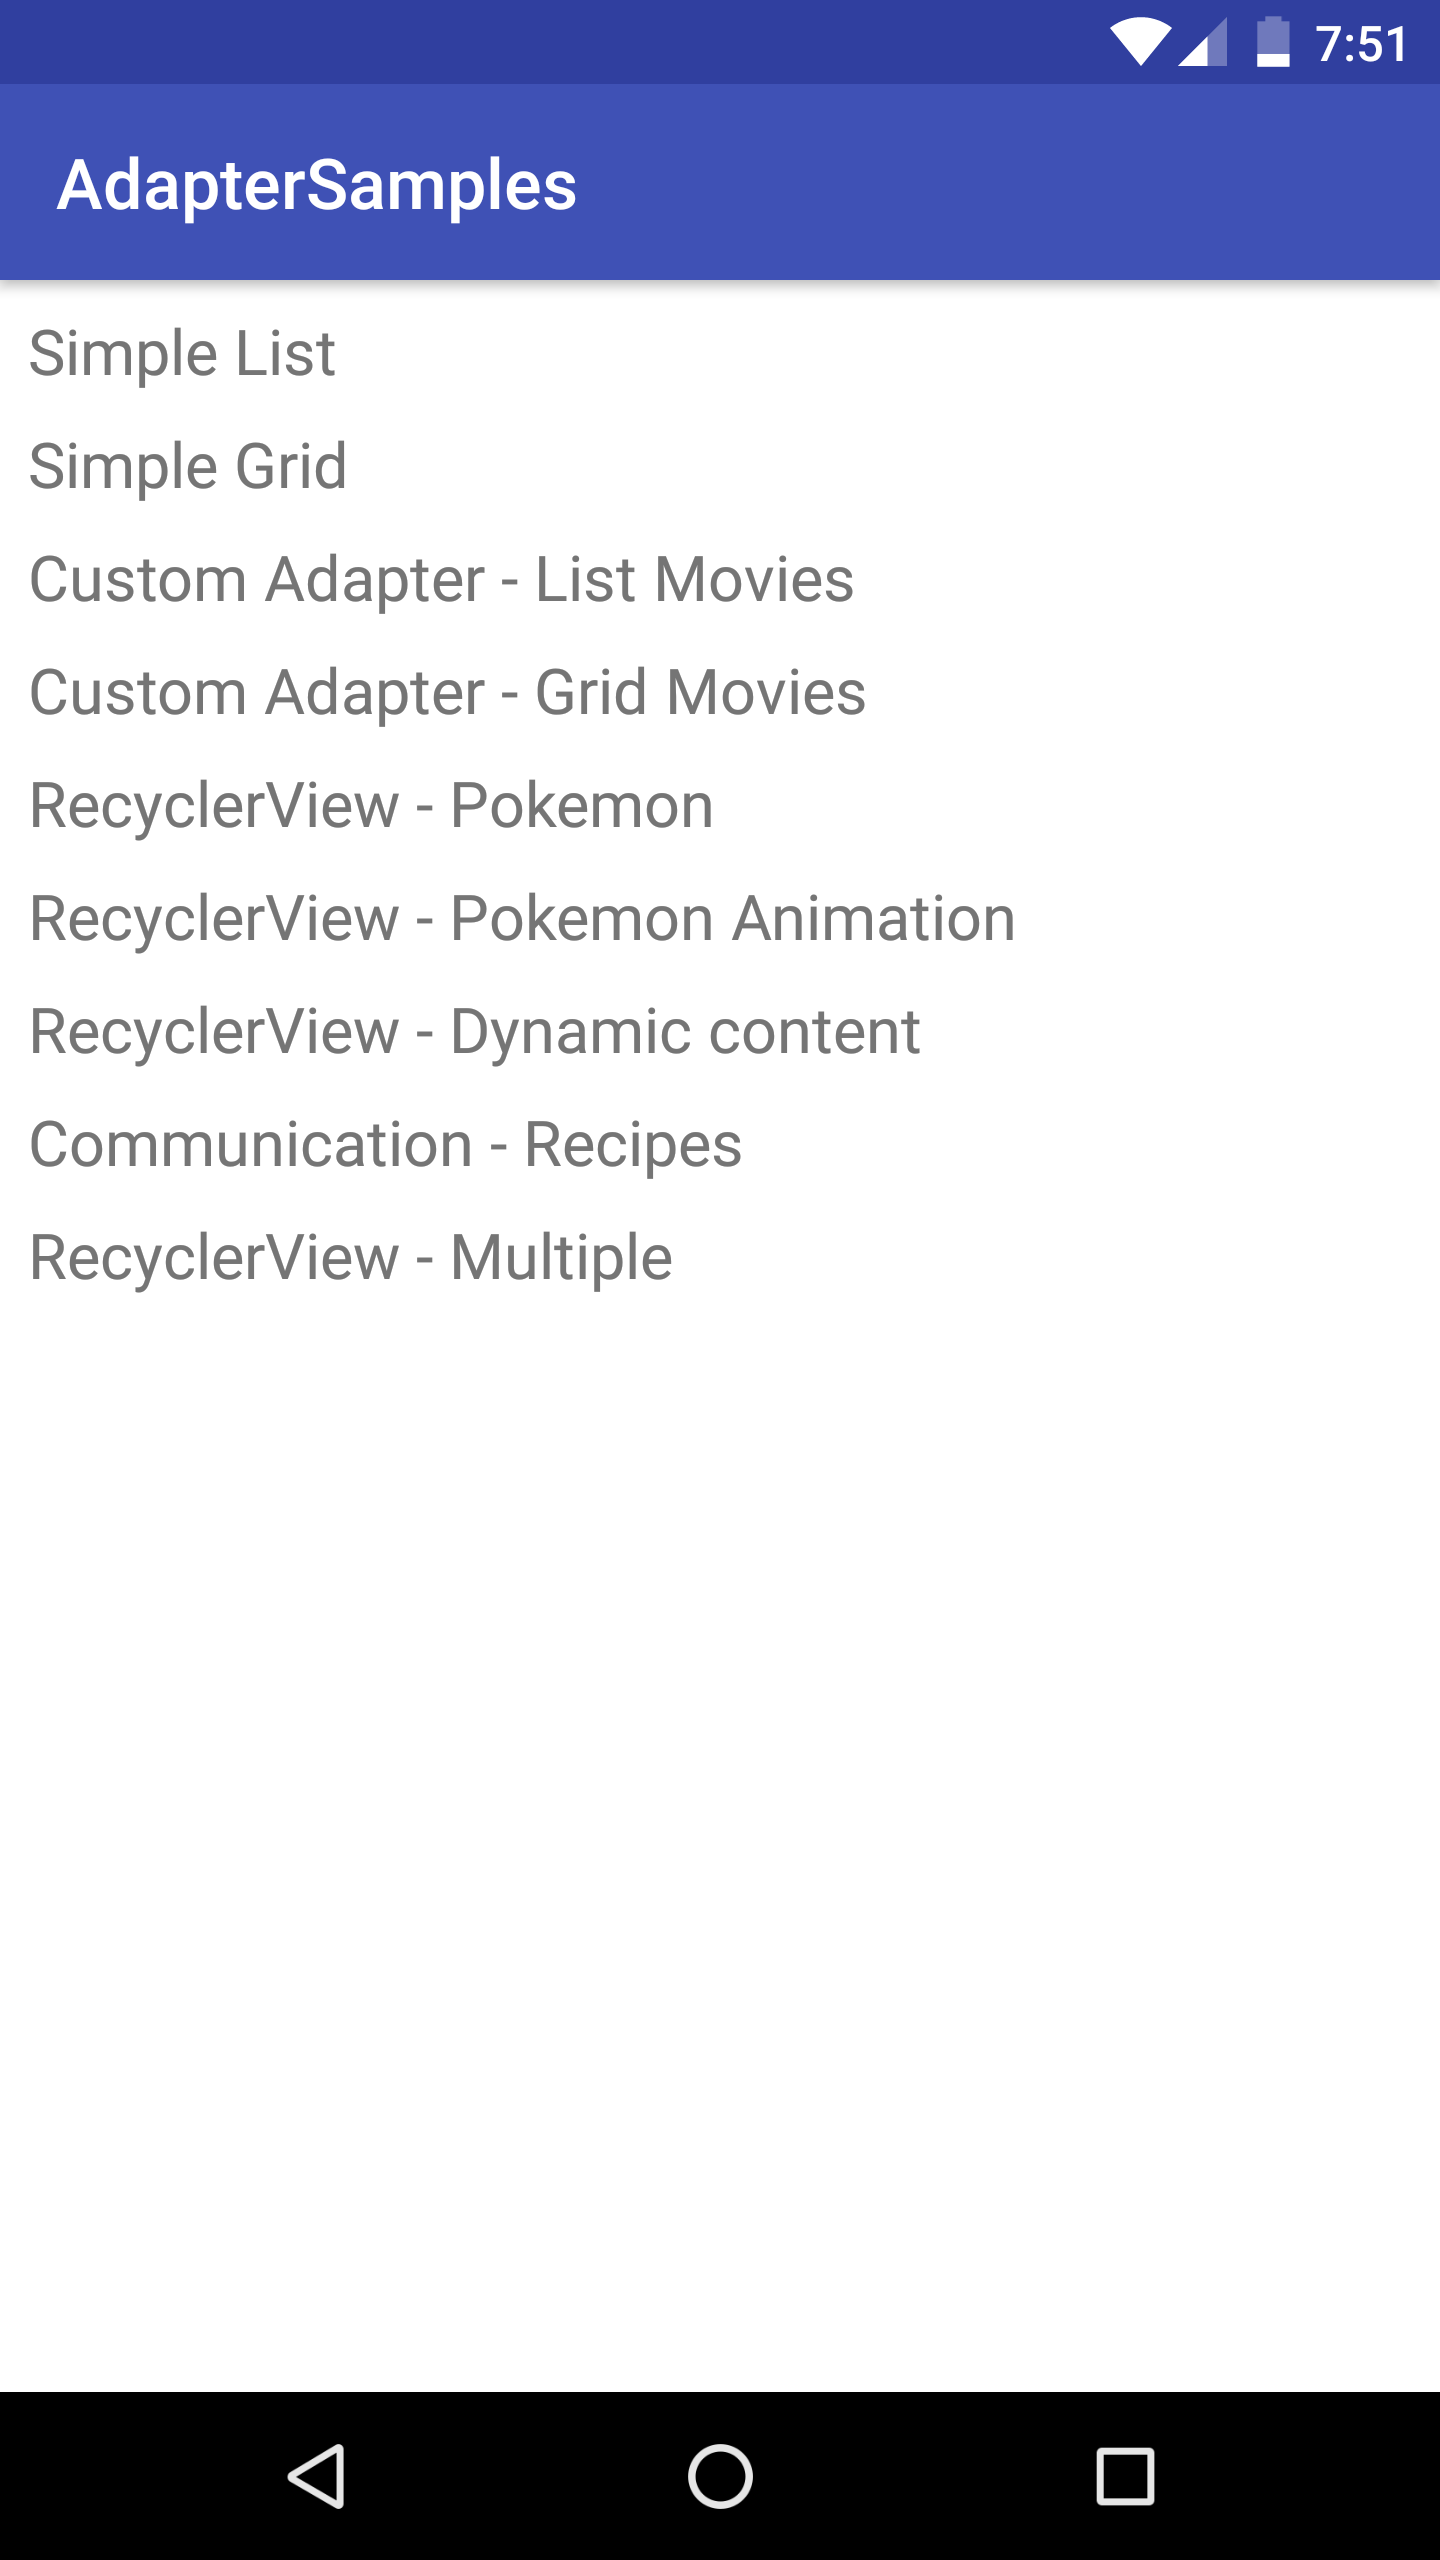 7:51
AdapterSamples
Simple List
Simple Grid
Custom Adapter - List Movies
Custom Adapter - Grid Movies
RecyclerView - Pokemon
RecyclerView - Pokemon Animation
RecyclerView - Dynamic content
Communication - Recipes
RecyclerView - Multiple